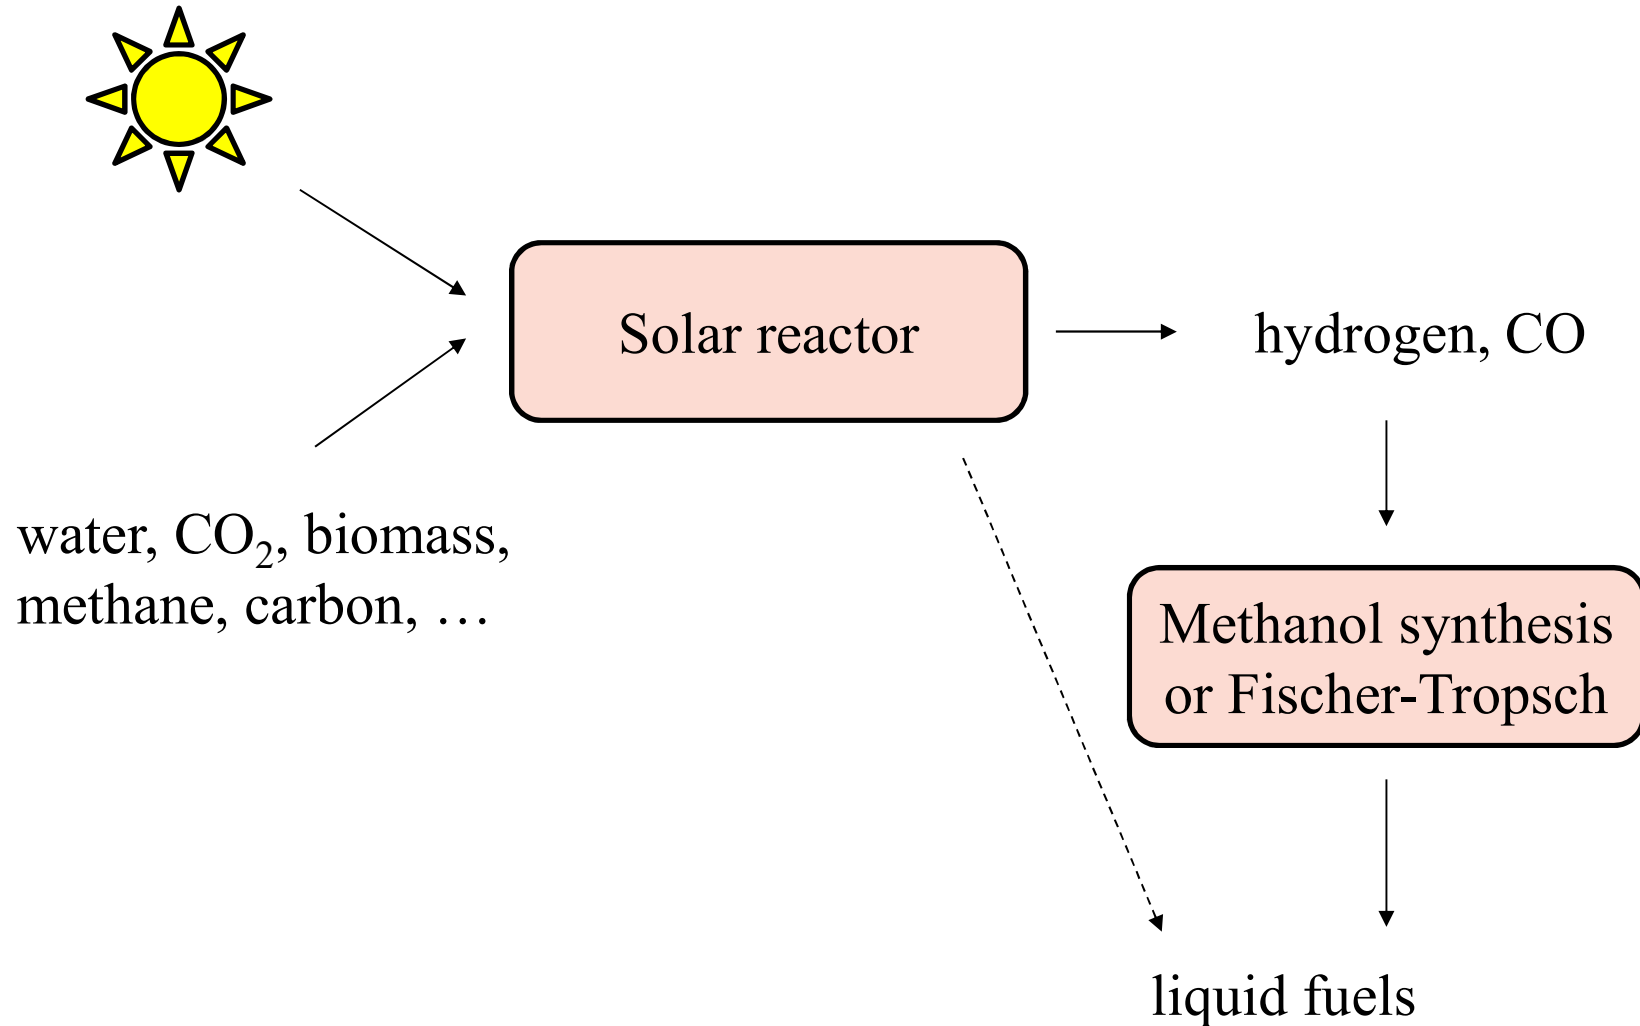 Solar reactor
hydrogen, CO
water, CO₂, biomass,
methane, carbon, …
Methanol synthesis
or Fischer-Tropsch
liquid fuels